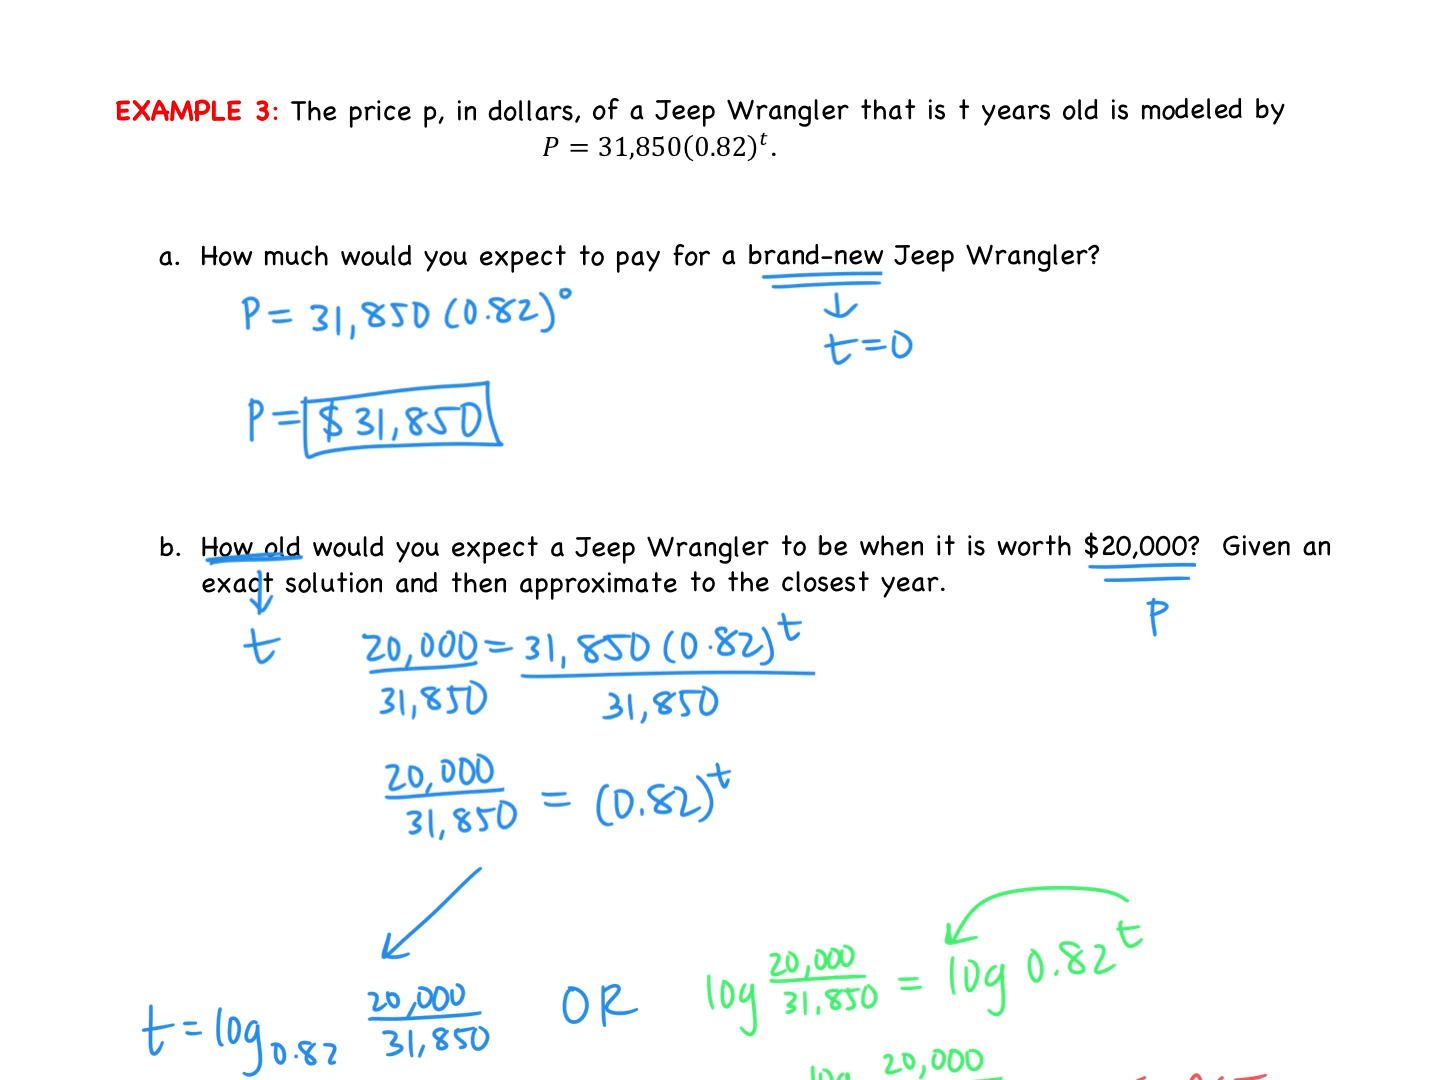 EXAMPLE 3: The price p, in dollars, of a Jeep Wrangler that is t years old is modeled by
P = 31,850(0.82)^t.
a. How much would you expect to pay for a brand-new Jeep Wrangler?
P = 31,850 (0.82)^0
t = 0
P = $ 31,850
b. How old would you expect a Jeep Wrangler to be when it is worth $20,000? Given an
exact solution and then approximate to the closest year.
P
t
20,000/31,850 = 31,850 (0.82)^t/31,850
20,000/31,850 = (0.82)^t
log 20,000/31,850 = log 0.82^t
t = log_0.82 20,000/31,850 OR
log 20,000